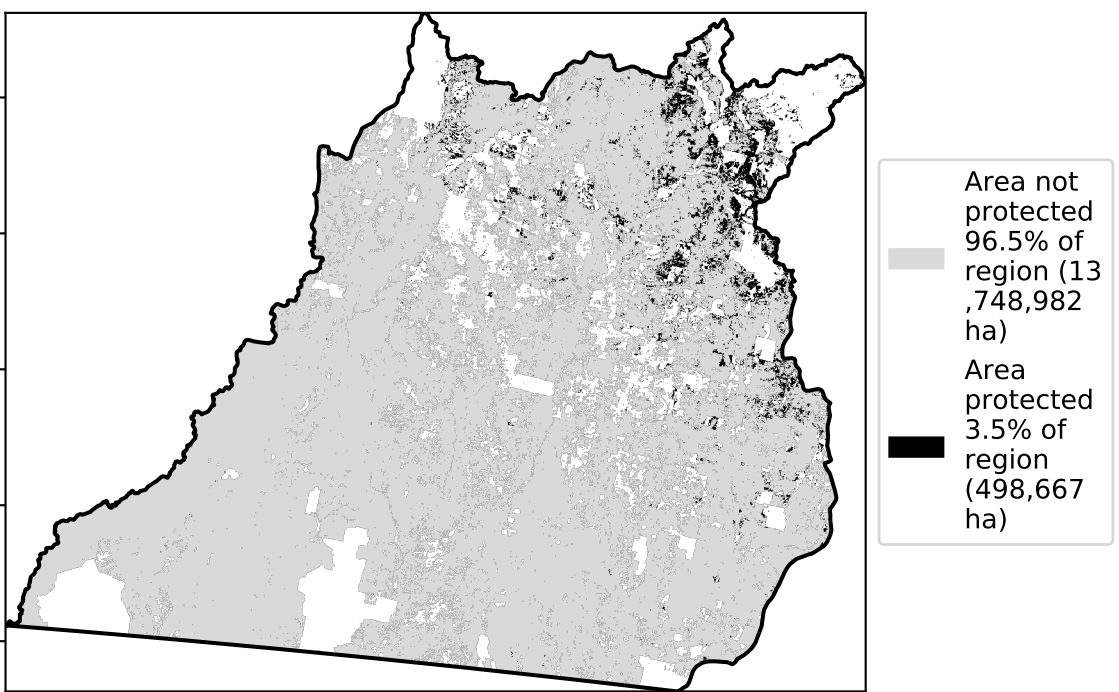 Area not
protected
96.5% of
region (13
,748,982
ha)
Area
protected
3.5% of
region
(498,667
ha)